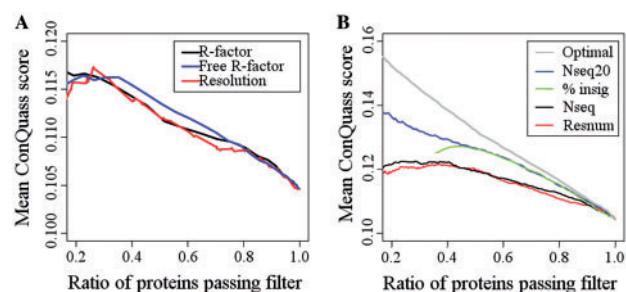 A
Mean ConQuass score
0.120
0.115
0.110
0.105
0.100
R-factor
Free R-factor
Resolution
0.2 0.4 0.6 0.8 1.0
Ratio of proteins passing filter
B
Mean ConQuass score
0.16
0.14
0.12
0.10
Optimal
Nseq20
% insig
Nseq
Resnum
0.2 0.4 0.6 0.8 1.0
Ratio of proteins passing filter